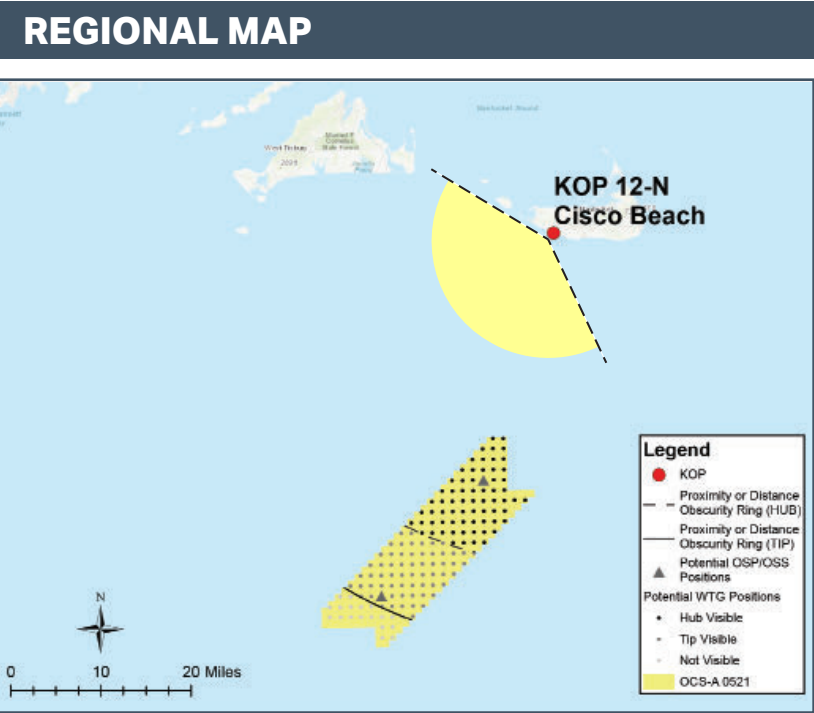 REGIONAL MAP
Nantucket Sound
West Tisbury
KOP 12-N
Cisco Beach
Legend
KOP
Proximity or Distance
Obscurity Ring (HUB)
Proximity or Distance
Obscurity Ring (TIP)
Potential OSP/OSS
Positions
Potential WTG Positions
Hub Visible
Tip Visible
Not Visible
OCS-A 0521
N
0 10 20 Miles